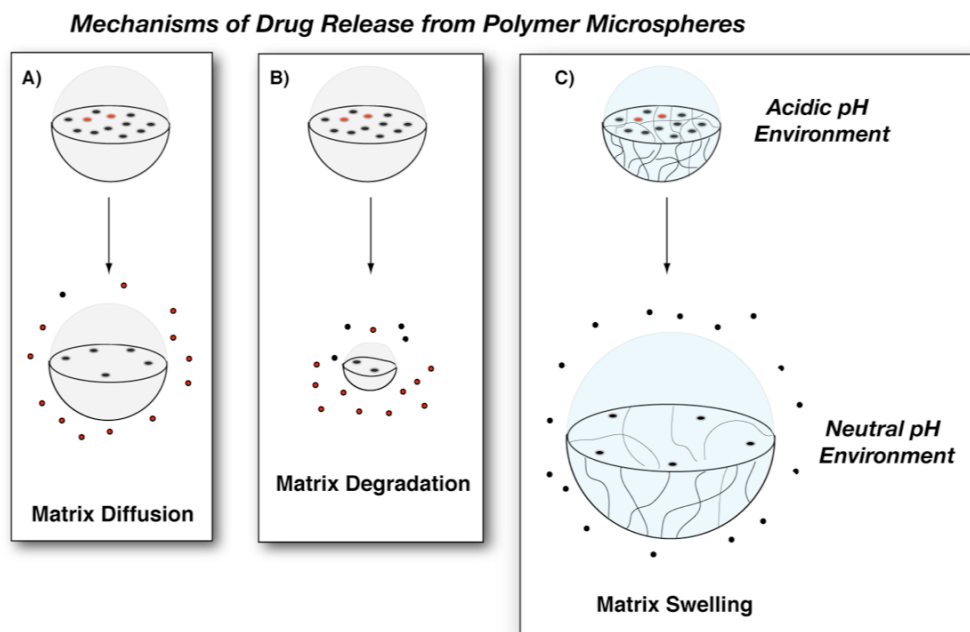 Mechanisms of Drug Release from Polymer Microspheres
A)
Matrix Diffusion
B)
Matrix Degradation
C)
Acidic pH
Environment
Neutral pH
Environment
Matrix Swelling